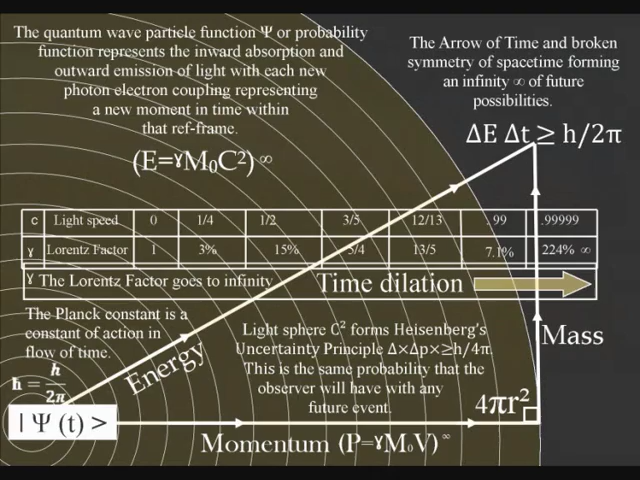 The quantum wave particle function Ψ or probability
function represents the inward absorption and
outward emission of light with each new
photon electron coupling representing
a new moment in time within
that ref-frame.
(E=ɤM₀C²)∞
The Arrow of Time and broken
symmetry of spacetime forming
an infinity ∞ of future
possibilities.
ΔE Δt ≥ h/2π
c Light speed 0 1/4 1/2 3/5 12/13 .99 .99999
ɤ Lorentz Factor 1 3% 15% 5/4 13/5 7.1% 224% ∞
ɤ The Lorentz Factor goes to infinity
Time dilation
The Planck constant is a
constant of action in
flow of time.
ħ = h/2π
Energy
Light sphere C² forms Heisenberg's
Uncertainty Principle Δ×Δp×≥h/4π.
This is the same probability that the
observer will have with any
future event.
Mass
4πr²
| Ψ (t) >
Momentum (P=ɤM₀V)∞